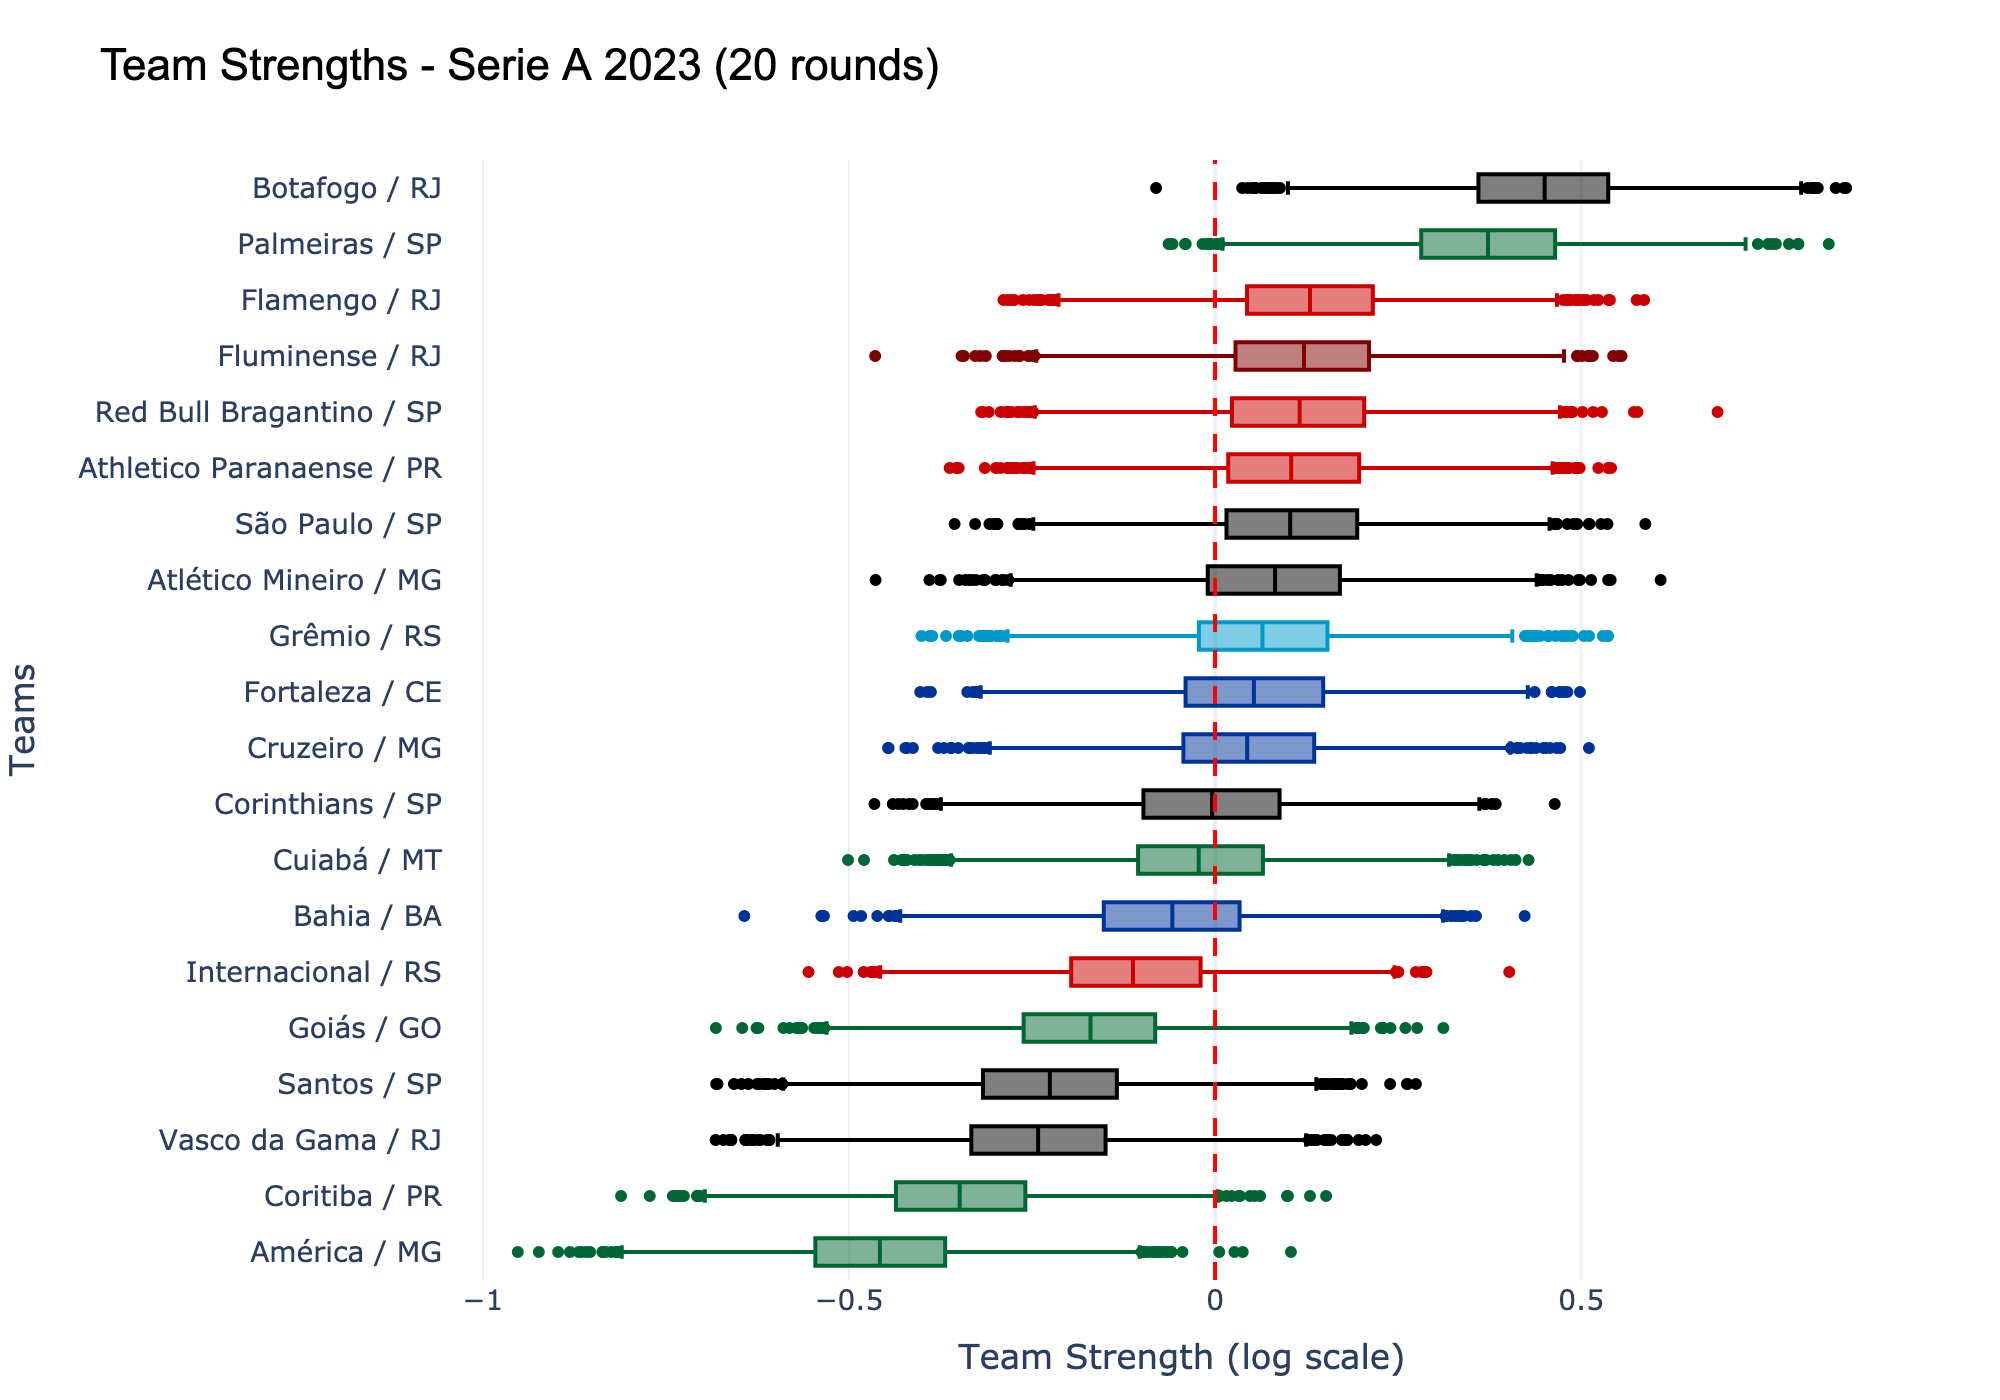 Team Strengths - Serie A 2023 (20 rounds)
Botafogo / RJ
Palmeiras / SP
Flamengo / RJ
Fluminense / RJ
Red Bull Bragantino / SP
Athletico Paranaense / PR
São Paulo / SP
Atlético Mineiro / MG
Grêmio / RS
Fortaleza / CE
Cruzeiro / MG
Corinthians / SP
Cuiabá / MT
Bahia / BA
Internacional / RS
Goiás / GO
Santos / SP
Vasco da Gama / RJ
Coritiba / PR
América / MG
Teams
−1
−0.5
0
0.5
Team Strength (log scale)